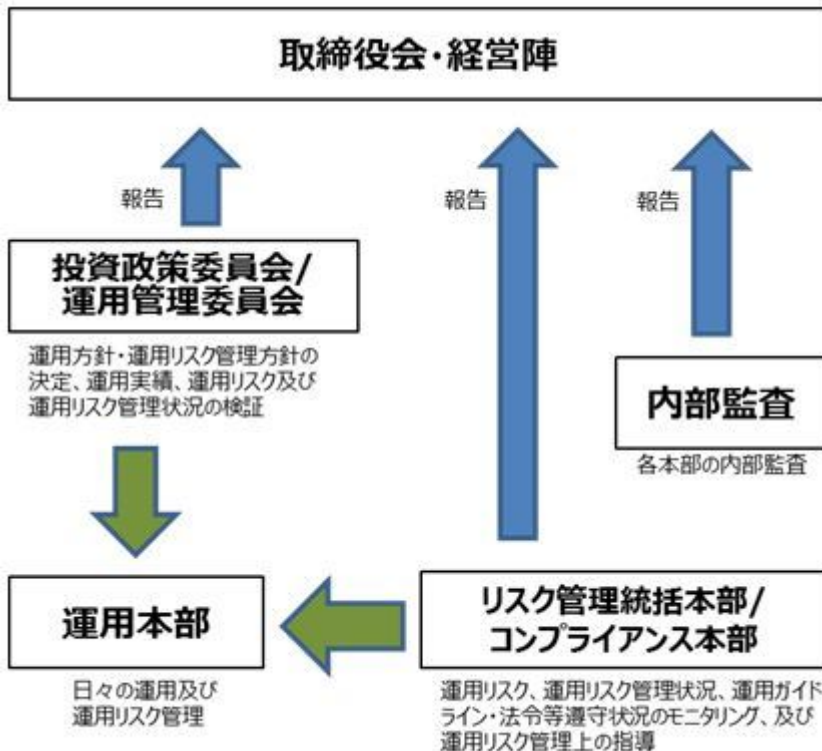 取締役会・経営陣
報告
報告
報告
投資政策委員会/
運用管理委員会
運用方針・運用リスク管理方針の
決定、運用実績、運用リスク及び
運用リスク管理状況の検証
内部監査
各本部の内部監査
運用本部
日々の運用及び
運用リスク管理
リスク管理統括本部/
コンプライアンス本部
運用リスク、運用リスク管理状況、運用ガイド
ライン・法令等遵守状況のモニタリング、及び
運用リスク管理上の指導